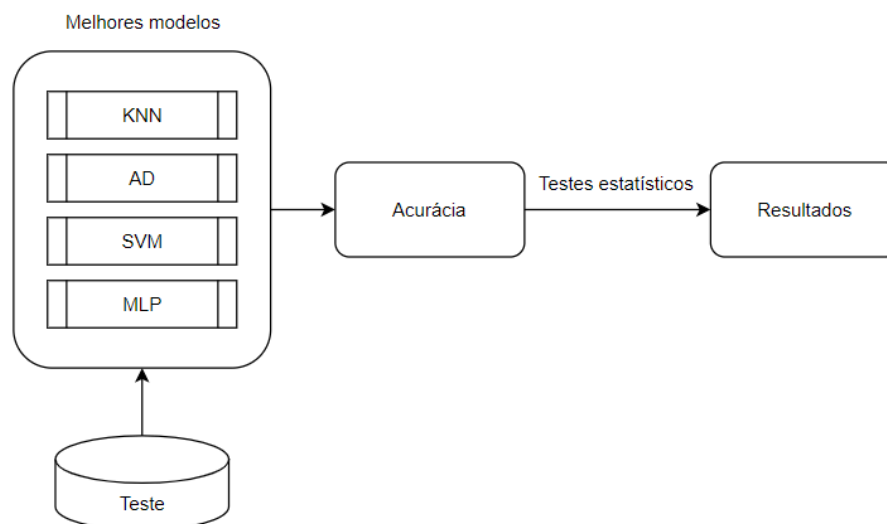 Melhores modelos
KNN
AD
SVM
MLP
Acurácia
Testes estatísticos
Resultados
Teste